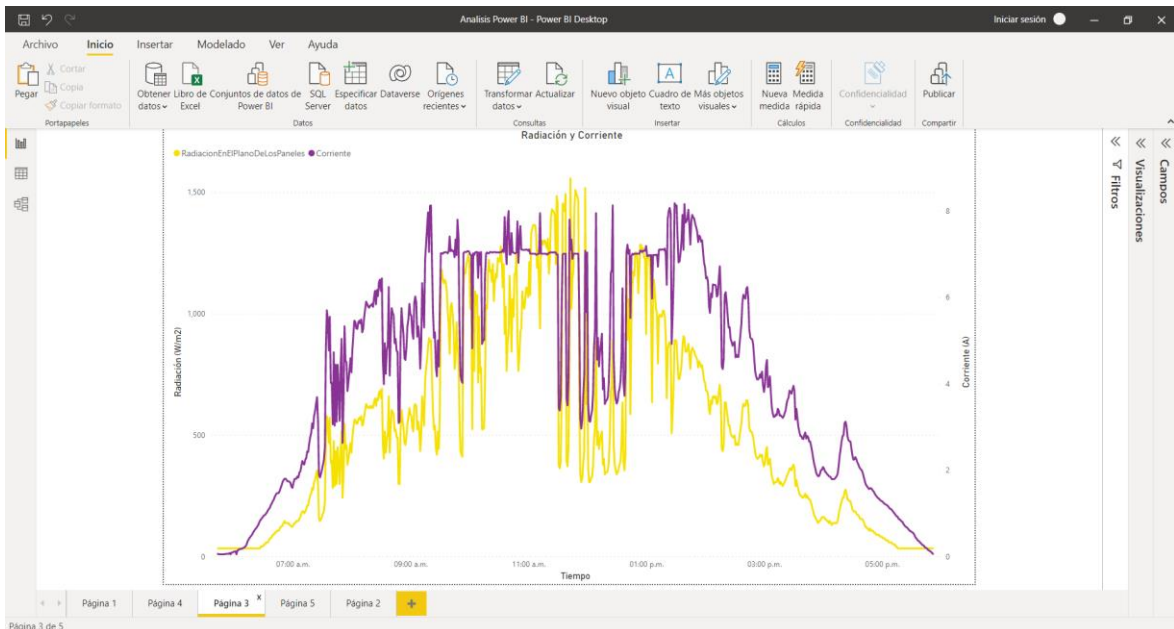 Analisis Power BI - Power BI Desktop
Iniciar sesión
Archivo Inicio Insertar Modelado Ver Ayuda
Pegar
Cortar
Copia
Copiar formato
Portapapeles
Obtener datos
Libro de Excel
Conjuntos de datos de Power BI
SQL Server
Especificar datos
Dataverse
Orígenes recientes
Datos
Transformar datos
Actualizar
Consultas
Nuevo objeto visual
Cuadro de texto
Más objetos visuales
Insertar
Nueva medida
Medida rápida
Cálculos
Confidencialidad
Confidencialidad
Publicar
Compartir
Radiación y Corriente
RadiacionEnElPlanoDeLosPaneles Corriente
Radiación (W/m2)
1,500
1,000
500
0
Corriente (A)
8
6
4
2
0
07:00 a.m. 09:00 a.m. 11:00 a.m. 01:00 p.m. 03:00 p.m. 05:00 p.m.
Tiempo
Filtros
Visualizaciones
Campos
Página 1 Página 4 Página 3 x Página 5 Página 2 +
Página 3 de 5